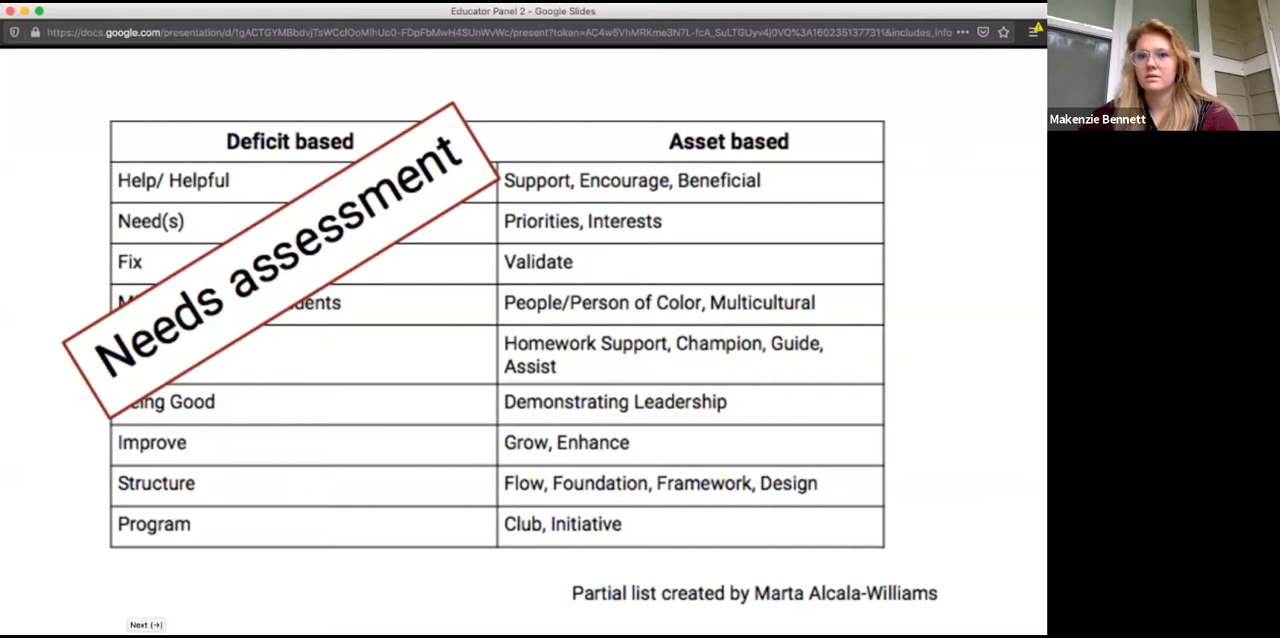 Educator Panel 2 - Google Slides
Makenzie Bennett
Deficit based Asset based
Help/ Helpful Support, Encourage, Beneficial
Need(s) Priorities, Interests
Fix Validate
People/Person of Color, Multicultural
Homework Support, Champion, Guide,
Assist
Good Demonstrating Leadership
Improve Grow, Enhance
Structure Flow, Foundation, Framework, Design
Program Club, Initiative
Needs assessment
Partial list created by Marta Alcala-Williams
Next (→)